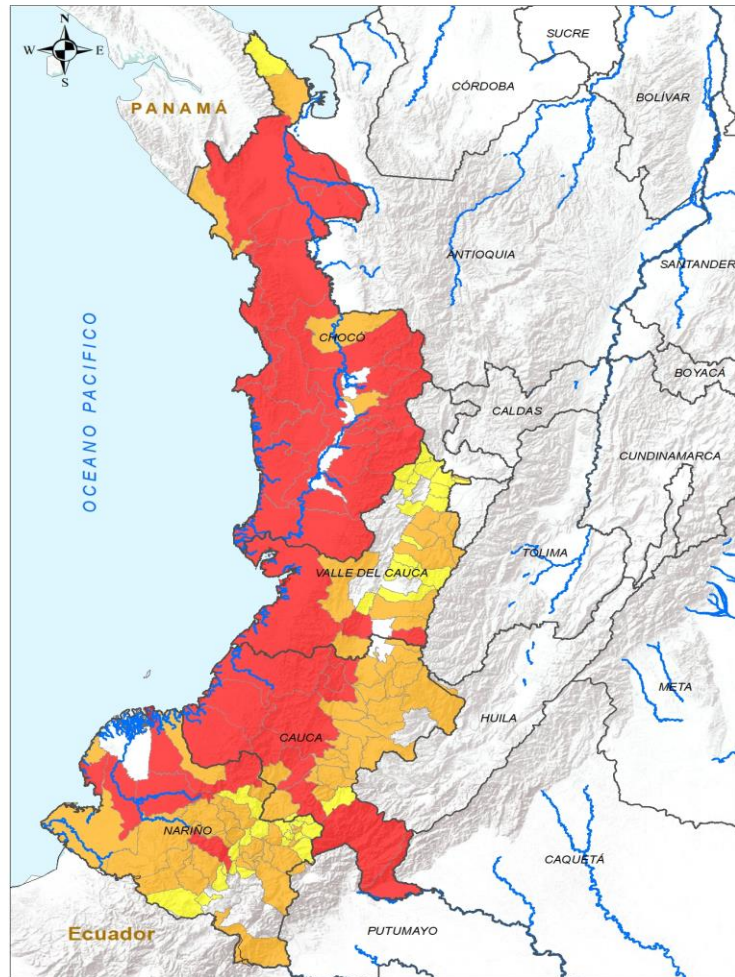 N
W E
S
SUCRE
CÓRDOBA
BOLÍVAR
PANAMÁ
ANTIOQUIA
SANTANDER
CHOCÓ
BOYACÁ
CALDAS
OCEANO PACIFICO
CUNDINAMARCA
TOLIMA
VALLE DEL CAUCA
META
HUILA
CAUCA
NARIÑO
CAQUETÁ
Ecuador
PUTUMAYO